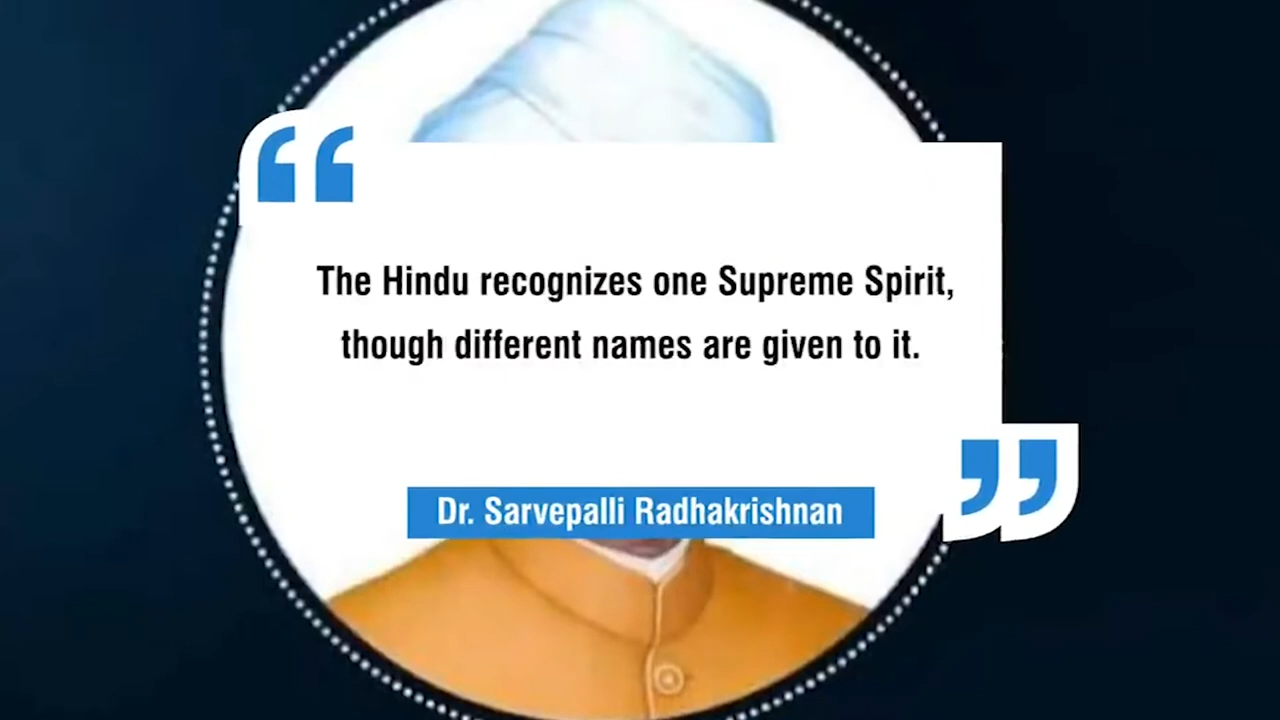 The Hindu recognizes one Supreme Spirit,
though different names are given to it.
Dr. Sarvepalli Radhakrishnan